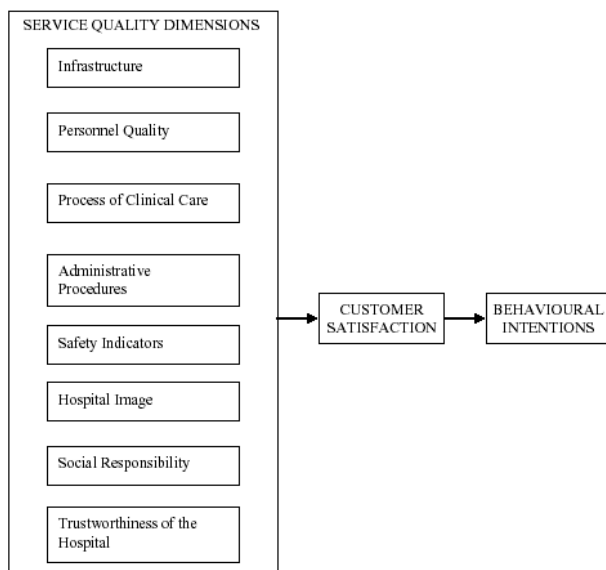 SERVICE QUALITY DIMENSIONS
Infrastructure
Personnel Quality
Process of Clinical Care
Administrative
Procedures
Safety Indicators
Hospital Image
Social Responsibility
Trustworthiness of the
Hospital
CUSTOMER
SATISFACTION
BEHAVIOURAL
INTENTIONS